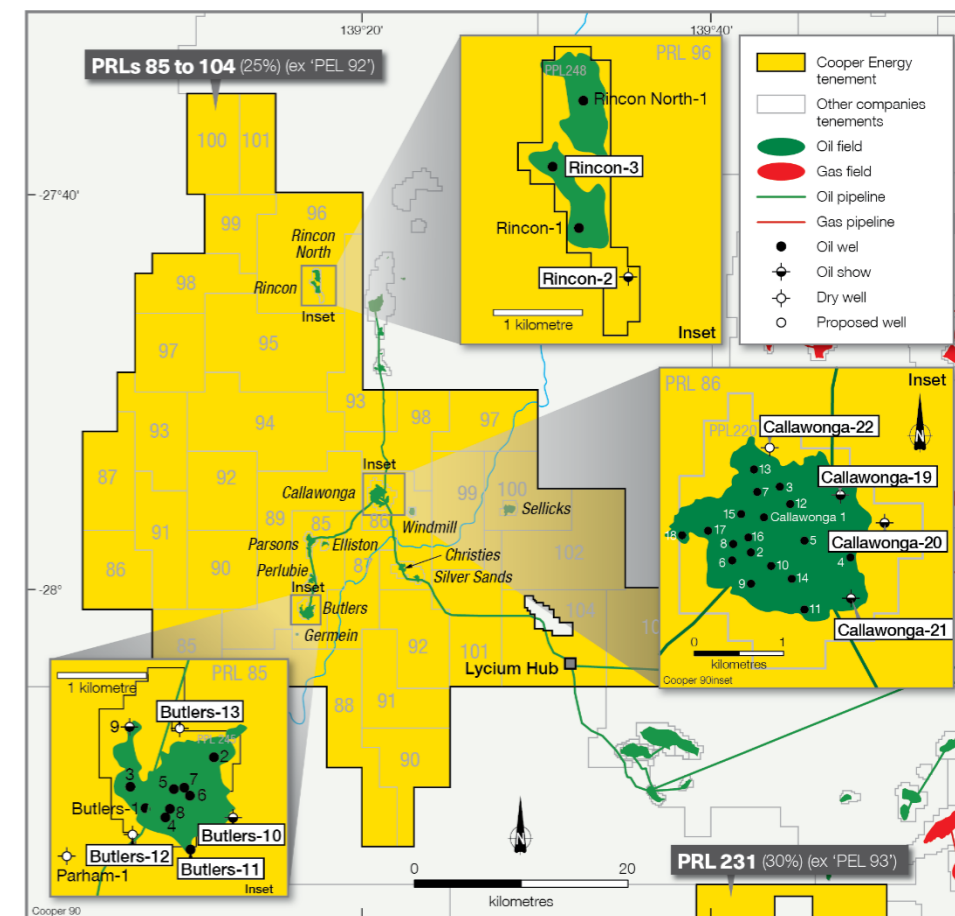 139°20'
139°40'
PRLs 85 to 104 (25%) (ex 'PEL 92')
-27°40'
-28°
100
101
99
96
Rincon
North
Rincon
Inset
98
97
95
93
94
93
98
97
87
92
91
86
90
89
85
86
87
99
100
102
104
Inset
Callawonga
Windmill
Sellicks
Parsons
Elliston
Christies
Perlubie
Silver Sands
Inset
Butlers
Germein
85
92
101
88
91
90
Lycium Hub
PRL 96
PPL248
Rincon North-1
Rincon-3
Rincon-1
Rincon-2
1 kilometre
Inset
Cooper Energy
tenement
Other companies
tenements
Oil field
Gas field
Oil pipeline
Gas pipeline
Oil wel
Oil show
Dry well
Proposed well
PRL 86
Inset
N
PPL220
Callawonga-22
Callawonga-19
13
3
7
12
15
Callawonga 1
17
18
16
8
5
2
Callawonga-20
6
4
10
9
14
11
Callawonga-21
0
1
kilometres
Cooper 90inset
1 kilometre
PRL 85
Butlers-13
PPL 245
9
2
3
5
7
6
Butlers-1
8
4
Butlers-10
Butlers-12
Butlers-11
Parham-1
Inset
N
0
20
kilometres
PRL 231 (30%) (ex 'PEL 93')
Cooper 90